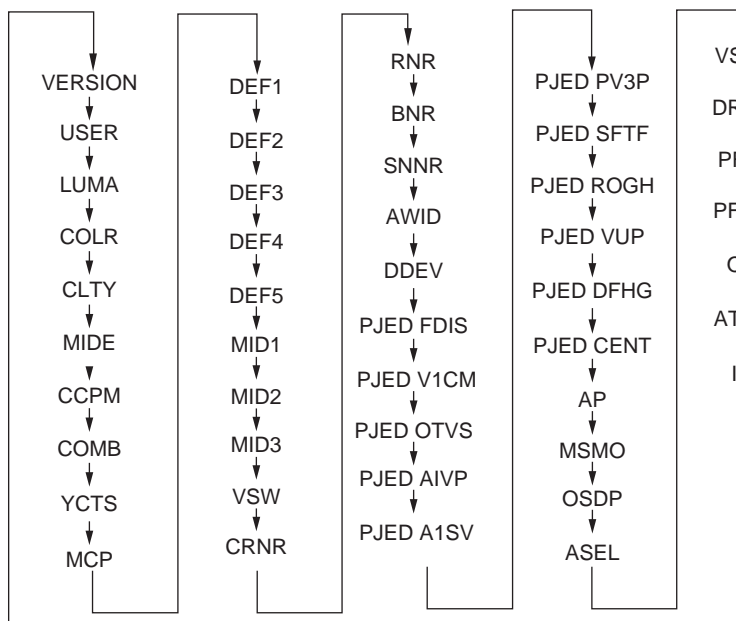 VERSION
USER
LUMA
COLR
CLTY
MIDE
CCPM
COMB
YCTS
MCP
DEF1
DEF2
DEF3
DEF4
DEF5
MID1
MID2
MID3
VSW
CRNR
RNR
BNR
SNNR
AWID
DDEV
PJED FDIS
PJED V1CM
PJED OTVS
PJED AIVP
PJED A1SV
PJED PV3P
PJED SFTF
PJED ROGH
PJED VUP
PJED DFHG
PJED CENT
AP
MSMO
OSDP
ASEL